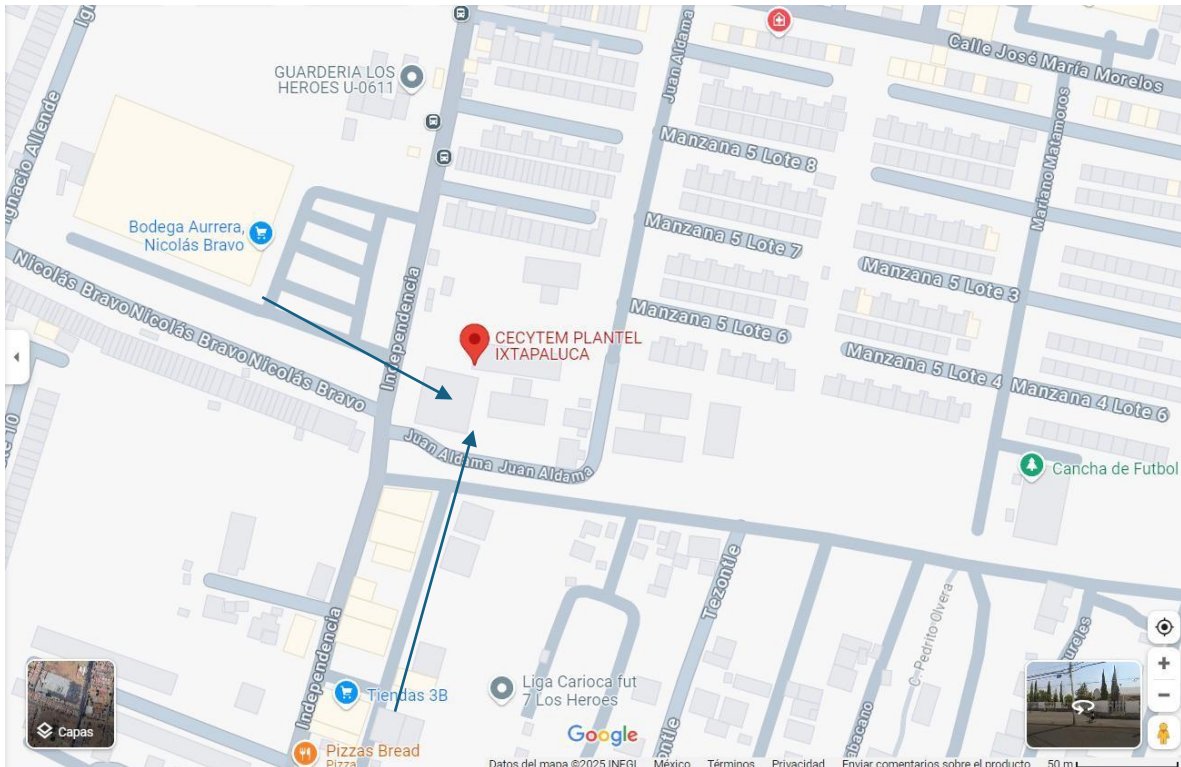 Calle José María Morelos
GUARDERIA LOS
HEROES U-0611
Juan Aldama
Manzana 5 Lote 8
Mariano Matamoros
Ignacio Allende
Bodega Aurrera,
Nicolás Bravo
Manzana 5 Lote 7
Nicolás Bravo
Nicolás Bravo
Nicolás Bravo
Independencia
Manzana 5 Lote 3
Manzana 5 Lote 6
CECYTEM PLANTEL
IXTAPALUCA
Manzana 5 Lote 4
Manzana 4 Lote 6
Juan Aldama
Juan Aldama
Cancha de Futbol
Tezontle
C. Pedrito Olvera
Independencia
Tiendas 3B
Liga Carioca fut
7 Los Heroes
Capas
Pizzas Bread
Pizza
Google
Datos del mapa ©2025 INEGI
México
Términos
Privacidad
Enviar comentarios sobre el producto
50 m